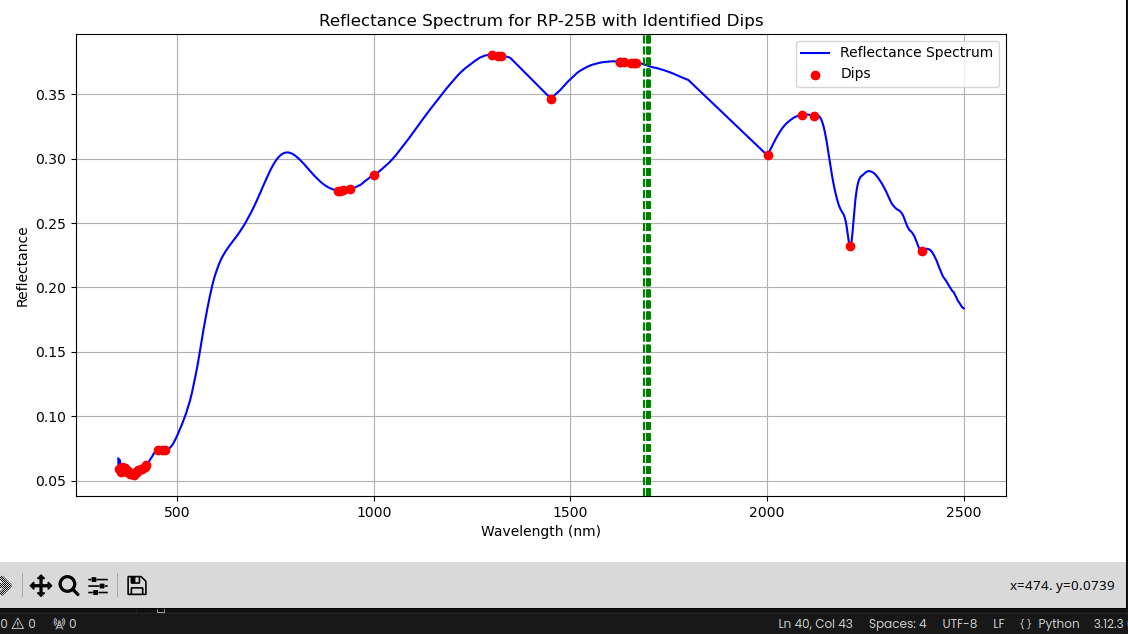 Reflectance Spectrum for RP-25B with Identified Dips
Reflectance Spectrum
Dips
0.35
0.30
0.25
0.20
0.15
0.10
0.05
Reflectance
500
1000
1500
2000
2500
Wavelength (nm)
x=474. y=0.0739
0 0 0 Ln 40, Col 43 Spaces: 4 UTF-8 LF {} Python 3.12.3